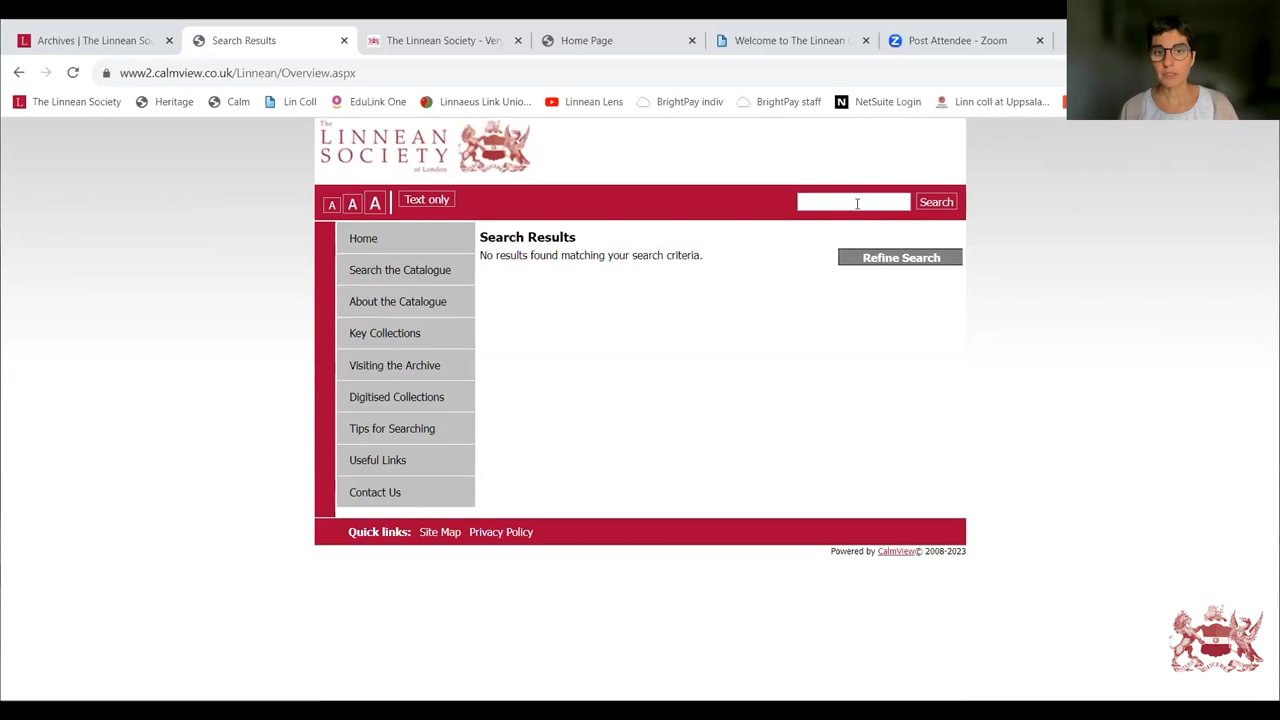 Archives | The Linnean Soc
Search Results
The Linnean Society - Ver
Home Page
Welcome to The Linnean C
Post Attendee - Zoom
www2.calmview.co.uk/Linnean/Overview.aspx
The Linnean Society
Heritage
Calm
Lin Coll
EduLink One
Linnaeus Link Unio...
Linnean Lens
BrightPay indiv
BrightPay staff
NetSuite Login
Linn coll at Uppsala...
The
LINNEAN
SOCIETY
of London
A A A
Text only
Search
Home
Search the Catalogue
About the Catalogue
Key Collections
Visiting the Archive
Digitised Collections
Tips for Searching
Useful Links
Contact Us
Search Results
No results found matching your search criteria.
Refine Search
Quick links: Site Map Privacy Policy
Powered by CalmView© 2008-2023